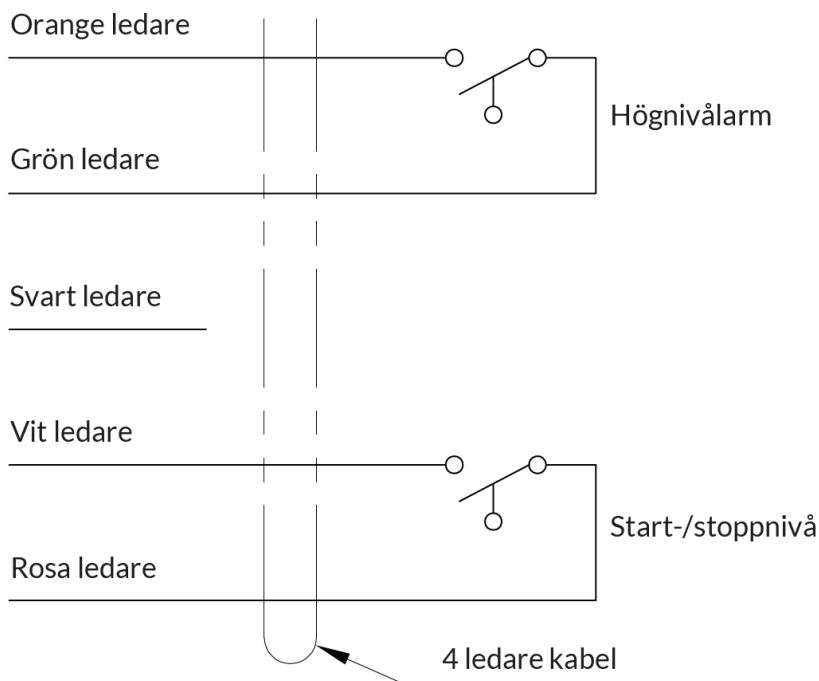 Orange ledare
Högnivålarm
Grön ledare
Svart ledare
Vit ledare
Start-/stoppnivå
Rosa ledare
4 ledare kabel